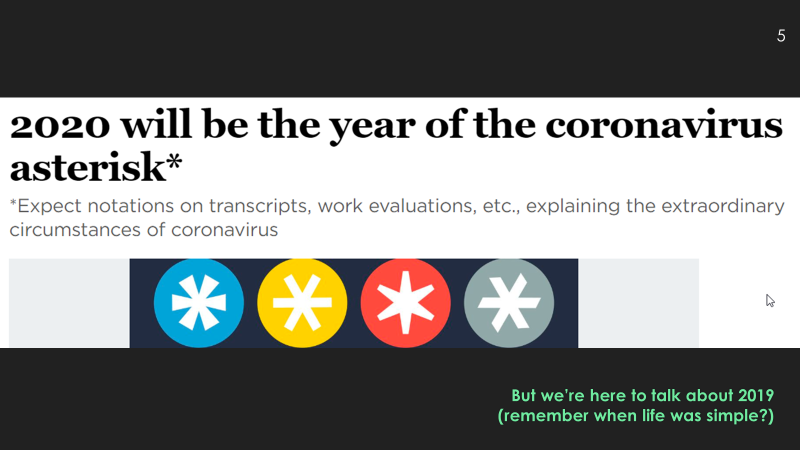 5
2020 will be the year of the coronavirus
asterisk*
*Expect notations on transcripts, work evaluations, etc., explaining the extraordinary
circumstances of coronavirus
But we're here to talk about 2019
(remember when life was simple?)